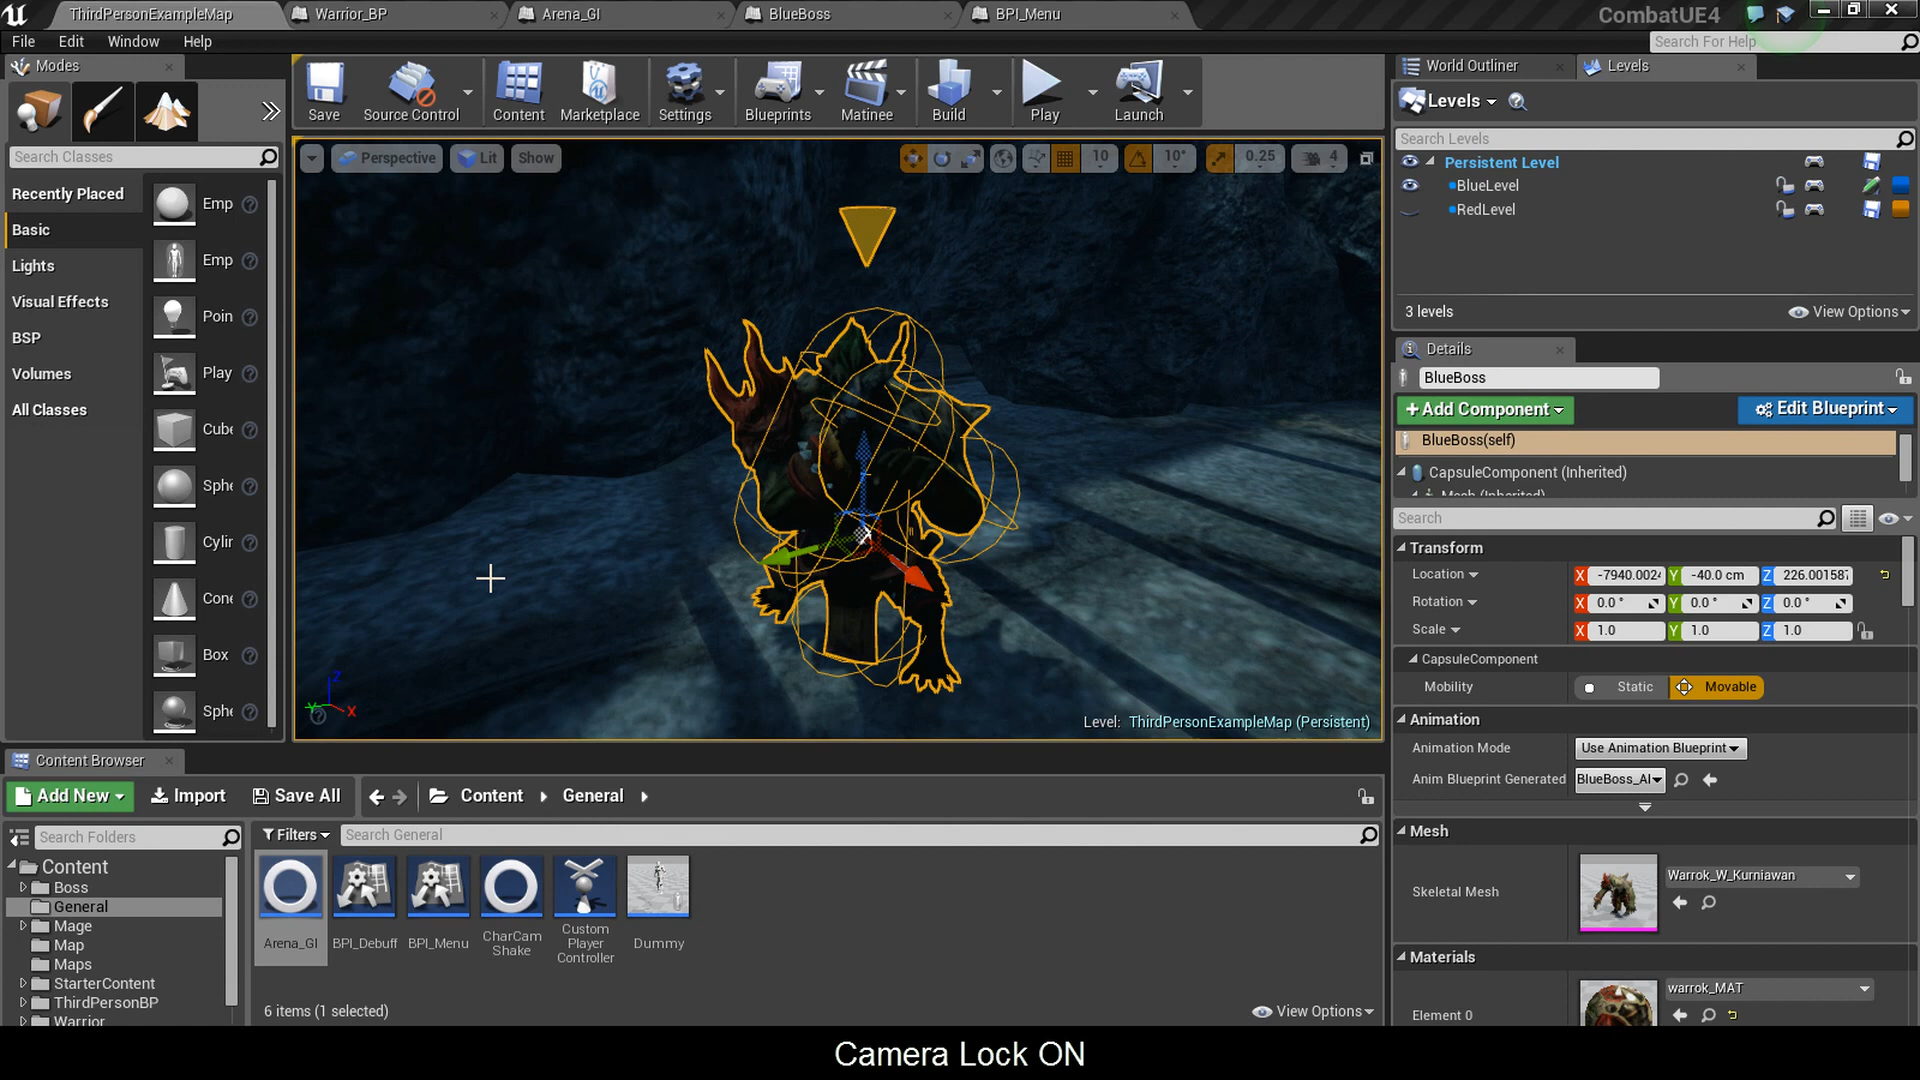 ThirdPersonExampleMap
Warrior_BP
Arena_GI
BlueBoss
BPI_Menu
CombatUE4
File Edit Window Help
Search For Help
Modes
Save
Source Control
Content
Marketplace
Settings
Blueprints
Matinee
Build
Play
Launch
World Outliner
Levels
Levels
Search Levels
Persistent Level
BlueLevel
RedLevel
3 levels
View Options
Search Classes
Recently Placed
Basic
Lights
Visual Effects
BSP
Volumes
All Classes
Emp
Emp
Poin
Play
Cube
Sphe
Cylin
Cone
Box
Sphe
Perspective
Lit
Show
10
10°
0.25
4
Z
Y
X
Level: ThirdPersonExampleMap (Persistent)
Details
BlueBoss
+Add Component
Edit Blueprint
BlueBoss(self)
CapsuleComponent (Inherited)
Mesh (Inherited)
Search
Transform
Location X -7940.0024 Y -40.0 cm Z 226.001587
Rotation X 0.0 ° Y 0.0 ° Z 0.0 °
Scale X 1.0 Y 1.0 Z 1.0
CapsuleComponent
Mobility Static Movable
Animation
Animation Mode Use Animation Blueprint
Anim Blueprint Generated BlueBoss_AI
Mesh
Skeletal Mesh Warrok_W_Kurniawan
Materials
Element 0 warrok_MAT
Content Browser
Add New Import Save All Content General
Search Folders
Filters
Search General
Content
Boss
General
Mage
Map
Maps
StarterContent
ThirdPersonBP
Warrior
Arena_GI
BPI_Debuff
BPI_Menu
CharCam
Shake
Custom
Player
Controller
Dummy
6 items (1 selected)
View Options
Camera Lock ON